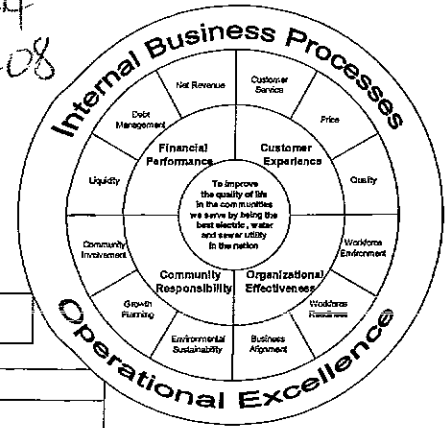 -08
Internal Business Processes
Net Revenue
Customer
Service
Debt
Management
Price
Financial
Performance
Customer
Experience
Liquidity
Quality
To improve
the quality of life
in the communities
we serve by being the
best electric, water
and sewer utility
in the nation
Community
Involvement
Workforce
Environment
Community
Responsibility
Organizational
Effectiveness
Growth
Planning
Workforce
Readiness
Environmental
Sustainability
Business
Alignment
Operational Excellence